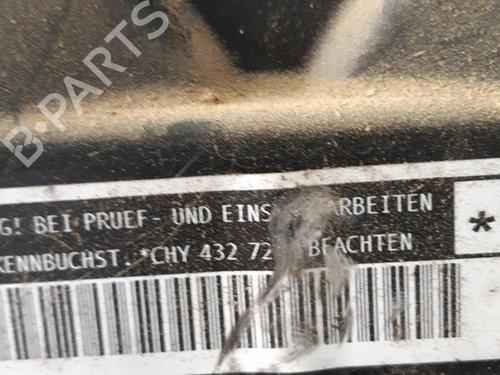 B-PARTS
G! BEI PRUEF- UND EINS ARBEITEN
KENNBUCHST. *CHY 432 72 BEACHTEN
*